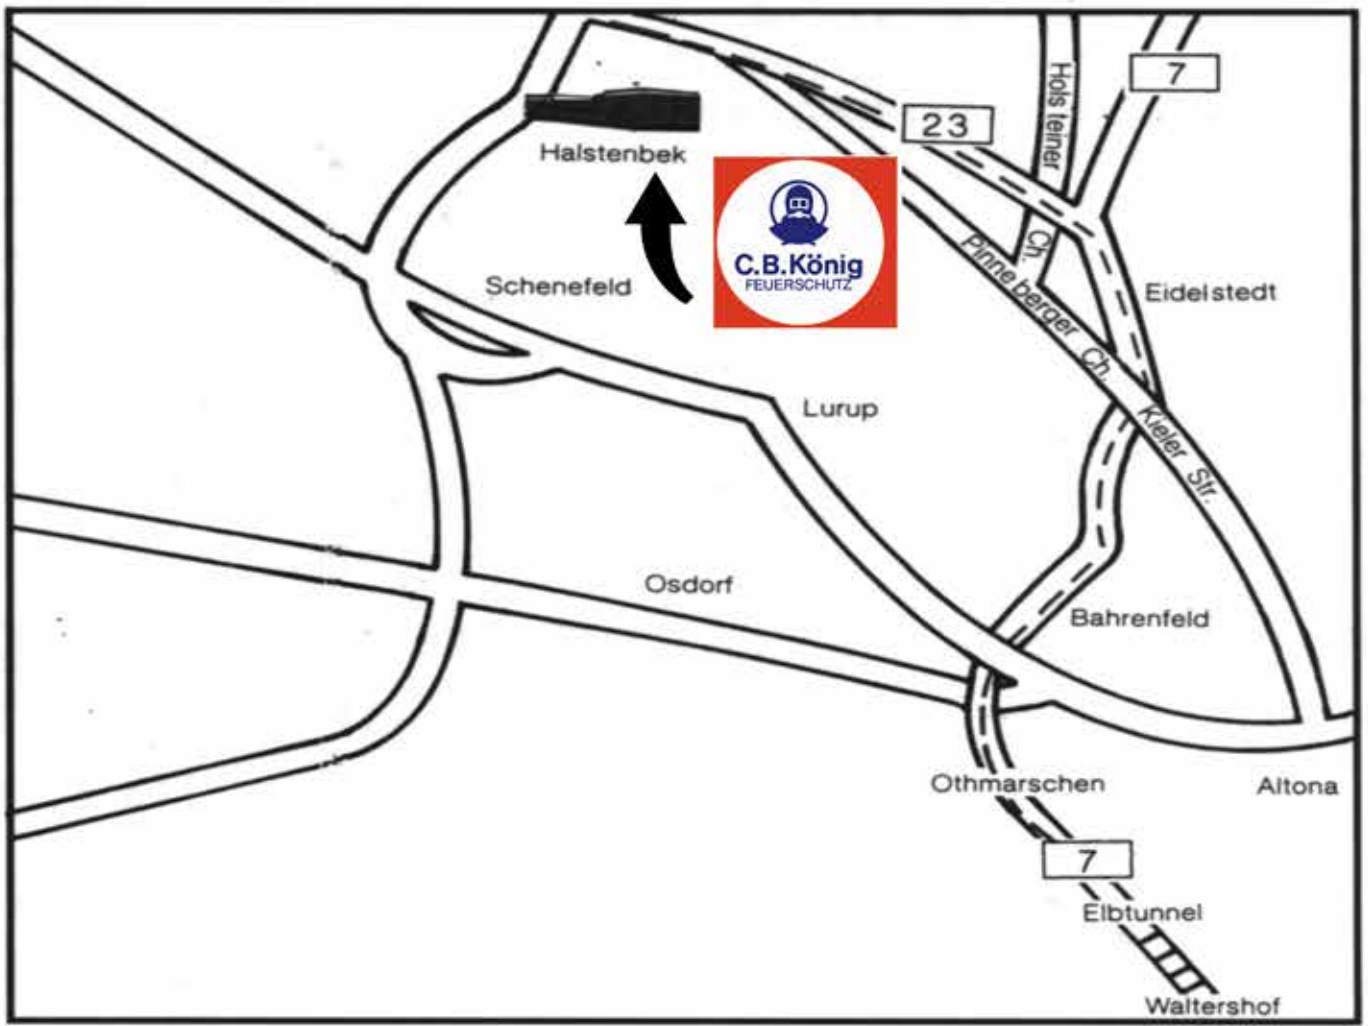 7
23
Holsteiner Ch.
Halstenbek
C.B.König
FEUERSCHUTZ
Pinneberger Ch.
Schenefeld
Eidelstedt
Lurup
Kieler Str.
Osdorf
Bahrenfeld
Othmarschen
Altona
7
Elbtunnel
Waltershof